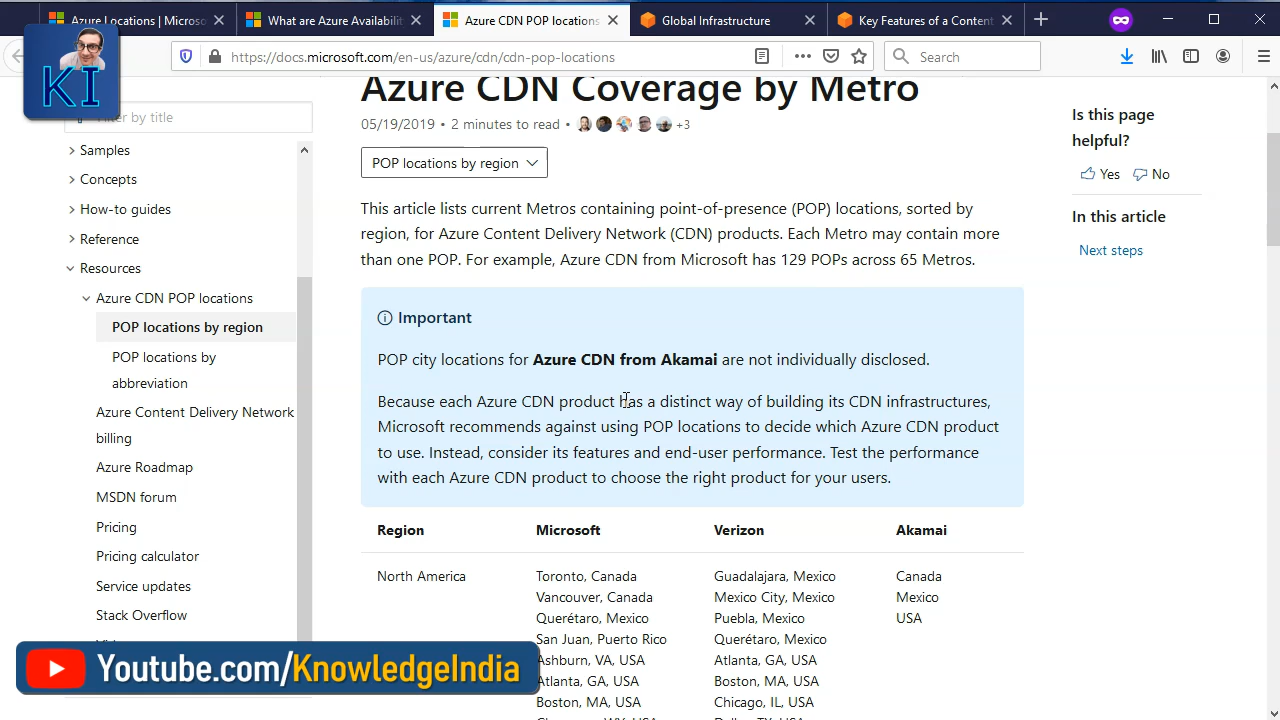 Azure Locations | Microso
What are Azure Availabilit
Azure CDN POP locations
Global Infrastructure
Key Features of a Content
https://docs.microsoft.com/en-us/azure/cdn/cdn-pop-locations
Search
KI
Filter by title
Samples
Concepts
How-to guides
Reference
Resources
Azure CDN POP locations
POP locations by region
POP locations by
abbreviation
Azure Content Delivery Network
billing
Azure Roadmap
MSDN forum
Pricing
Pricing calculator
Service updates
Stack Overflow
Azure CDN Coverage by Metro
05/19/2019 • 2 minutes to read • +3
POP locations by region
This article lists current Metros containing point-of-presence (POP) locations, sorted by
region, for Azure Content Delivery Network (CDN) products. Each Metro may contain more
than one POP. For example, Azure CDN from Microsoft has 129 POPs across 65 Metros.
Important
POP city locations for Azure CDN from Akamai are not individually disclosed.
Because each Azure CDN product has a distinct way of building its CDN infrastructures,
Microsoft recommends against using POP locations to decide which Azure CDN product
to use. Instead, consider its features and end-user performance. Test the performance
with each Azure CDN product to choose the right product for your users.
Region Microsoft Verizon Akamai
North America Toronto, Canada Guadalajara, Mexico Canada
Vancouver, Canada Mexico City, Mexico Mexico
Querétaro, Mexico Puebla, Mexico USA
San Juan, Puerto Rico Querétaro, Mexico
Ashburn, VA, USA Atlanta, GA, USA
Atlanta, GA, USA Boston, MA, USA
Boston, MA, USA Chicago, IL, USA
Is this page
helpful?
Yes No
In this article
Next steps
Youtube.com/KnowledgeIndia